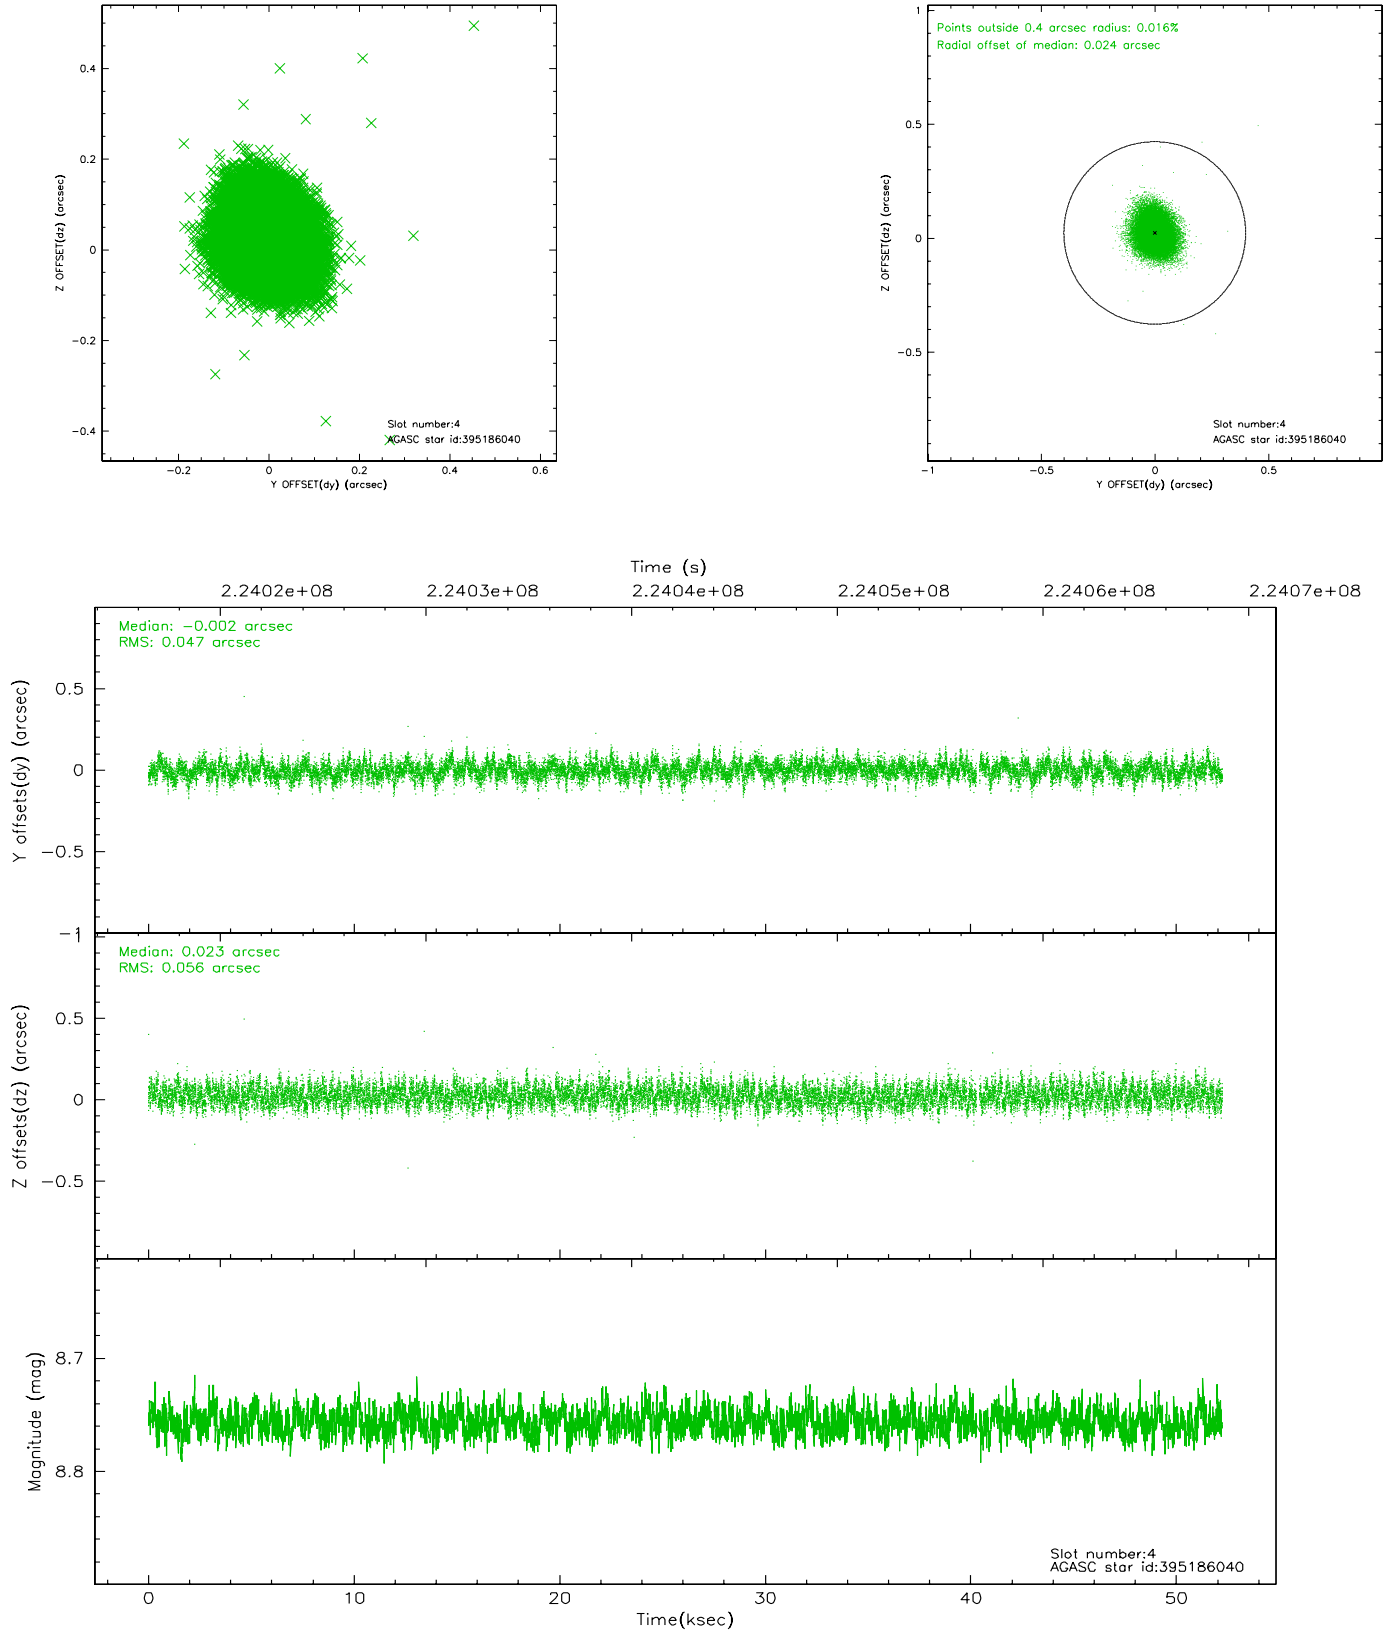 0.4
0.2
0
-0.2
-0.4
Z OFFSET(dz) (arcsec)
Slot number:4
AGASC star id:395186040
-0.2 0 0.2 0.4 0.6
Y OFFSET(dy) (arcsec)
Points outside 0.4 arcsec radius: 0.016%
Radial offset of median: 0.024 arcsec
1
0.5
0
-0.5
Z OFFSET(dz) (arcsec)
Slot number:4
AGASC star id:395186040
-1 -0.5 0 0.5
Y OFFSET(dy) (arcsec)
Time (s)
2.2402e+08 2.2403e+08 2.2404e+08 2.2405e+08 2.2406e+08 2.2407e+08
Median: -0.002 arcsec
RMS: 0.047 arcsec
0.5
0
-0.5
-1
Y offsets(dy) (arcsec)
Median: 0.023 arcsec
RMS: 0.056 arcsec
1
0.5
0
-0.5
Z offsets(dz) (arcsec)
8.7
8.8
Magnitude (mag)
Slot number:4
AGASC star id:395186040
0 10 20 30 40 50
Time(ksec)